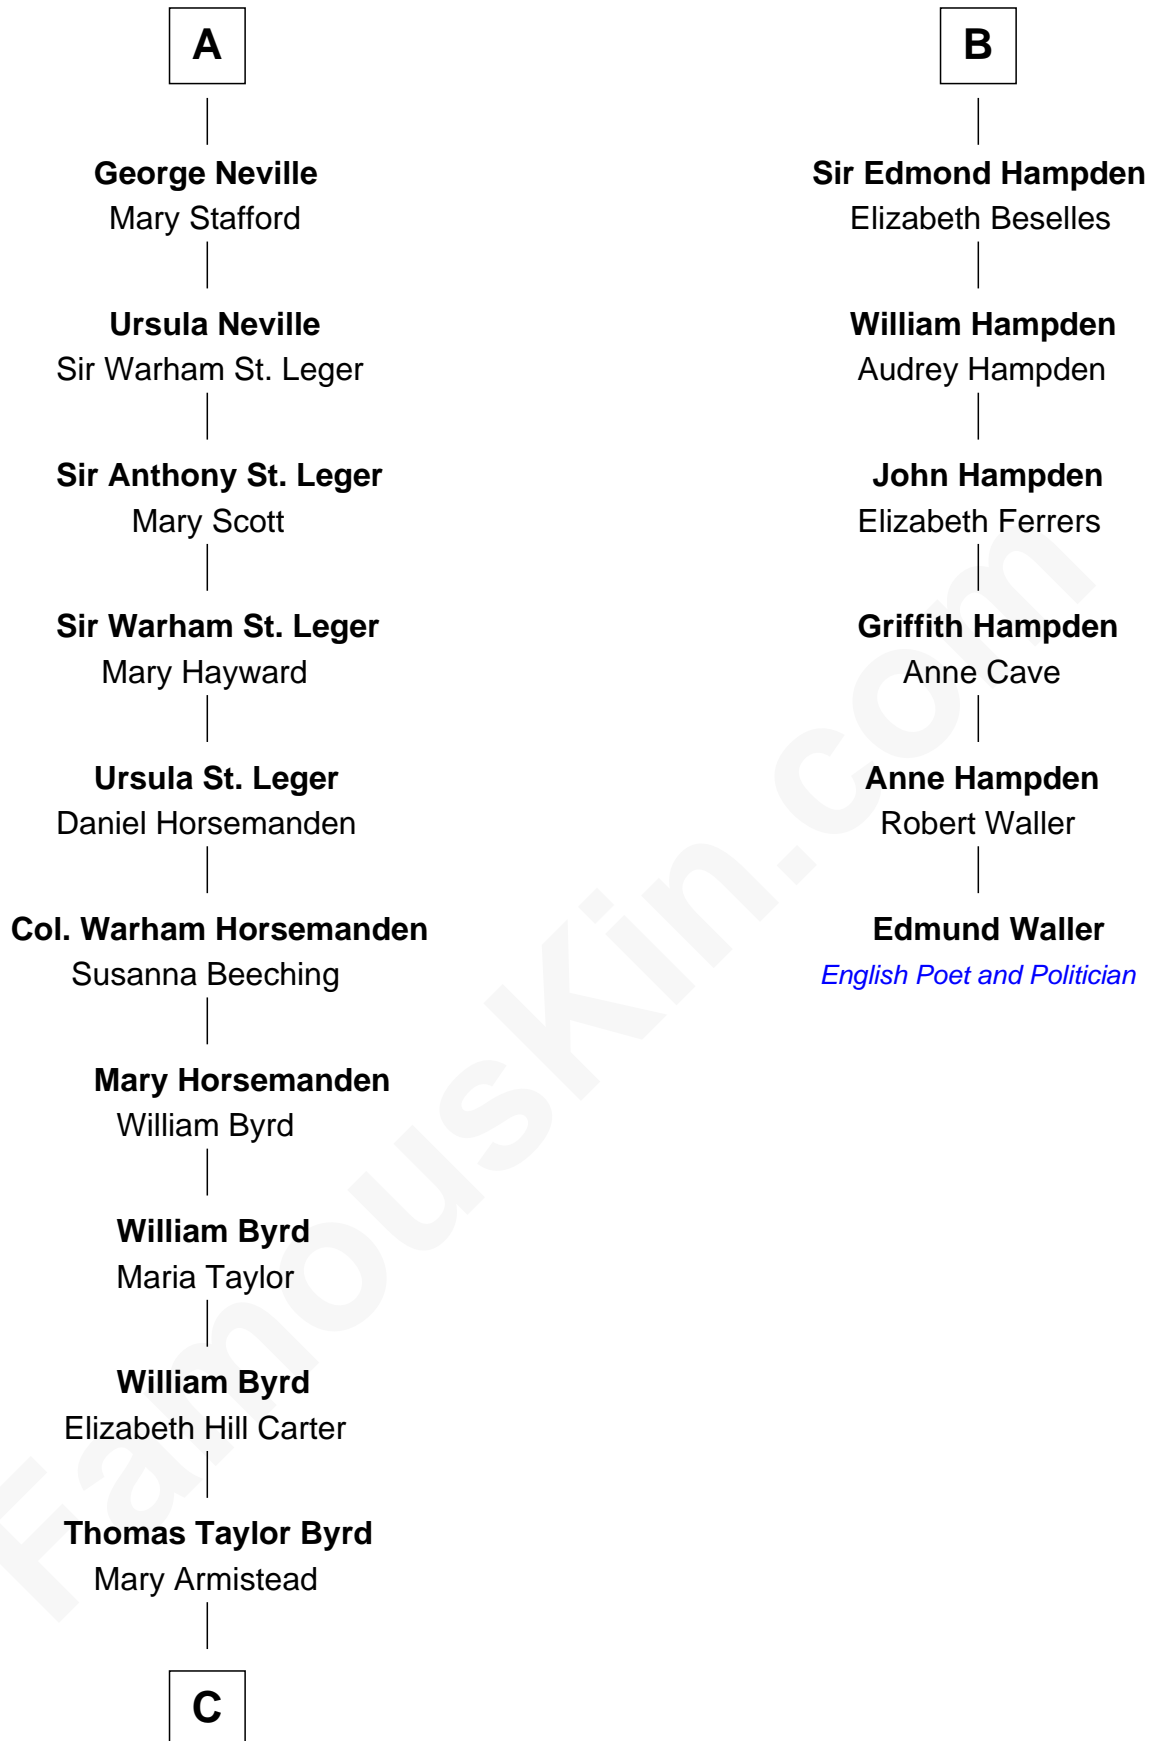 A
George Neville
Mary Stafford
Ursula Neville
Sir Warham St. Leger
Sir Anthony St. Leger
Mary Scott
Sir Warham St. Leger
Mary Hayward
Ursula St. Leger
Daniel Horsemanden
Col. Warham Horsemanden
Susanna Beeching
Mary Horsemanden
William Byrd
William Byrd
Maria Taylor
William Byrd
Elizabeth Hill Carter
Thomas Taylor Byrd
Mary Armistead
C
B
Sir Edmond Hampden
Elizabeth Beselles
William Hampden
Audrey Hampden
John Hampden
Elizabeth Ferrers
Griffith Hampden
Anne Cave
Anne Hampden
Robert Waller
Edmund Waller
English Poet and Politician
FamousKin.com